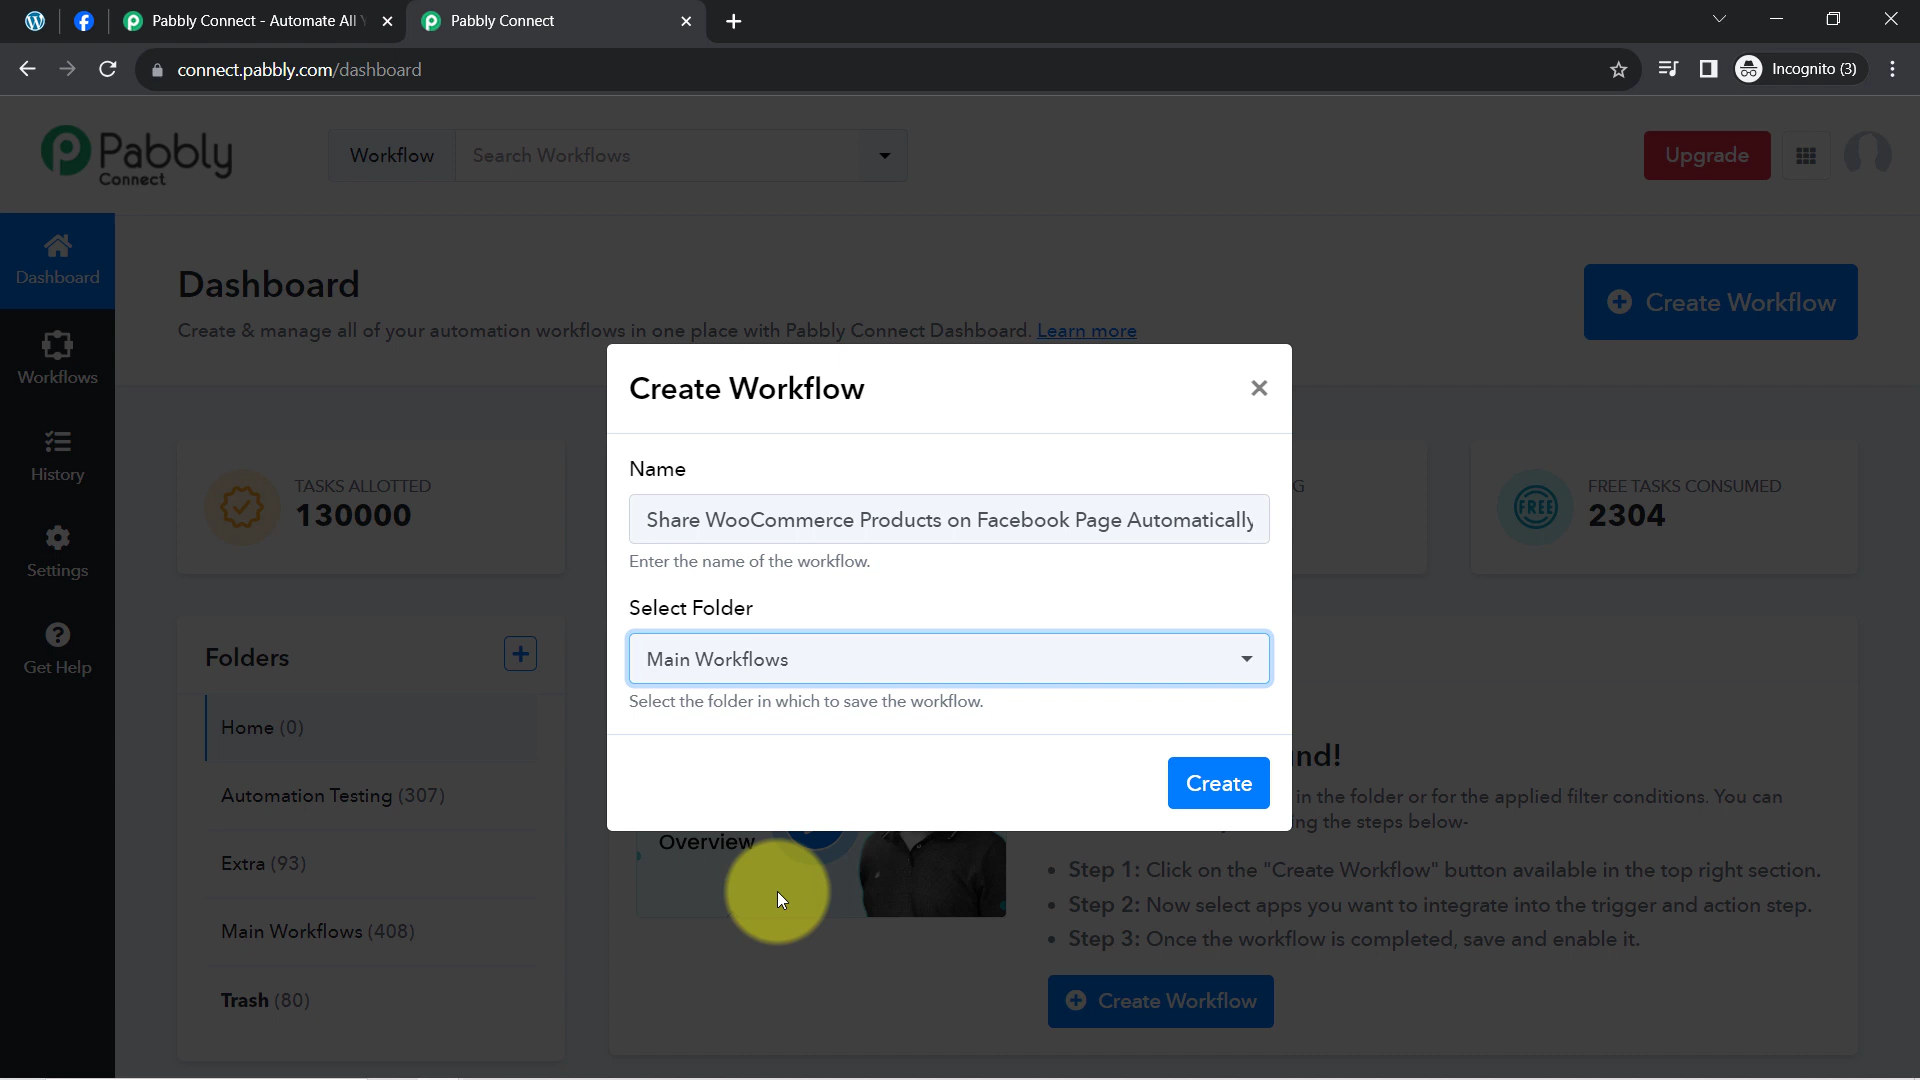 Pabbly Connect - Automate All
Pabbly Connect
connect.pabbly.com/dashboard
Incognito (3)
Pabbly
Connect
Workflow
Search Workflows
Upgrade
Dashboard
Workflows
History
Settings
Get Help
Dashboard
Create & manage all of your automation workflows in one place with Pabbly Connect Dashboard. Learn more
Create Workflow
TASKS ALLOTTED
130000
G
FREE TASKS CONSUMED
FREE
2304
Create Workflow
Name
Share WooCommerce Products on Facebook Page Automatically
Enter the name of the workflow.
Select Folder
Main Workflows
Select the folder in which to save the workflow.
Create
Folders
Home (0)
Automation Testing (307)
Extra (93)
Main Workflows (408)
Trash (80)
Overview
nd!
in the folder or for the applied filter conditions. You can
ng the steps below-
Step 1: Click on the "Create Workflow" button available in the top right section.
Step 2: Now select apps you want to integrate into the trigger and action step.
Step 3: Once the workflow is completed, save and enable it.
Create Workflow